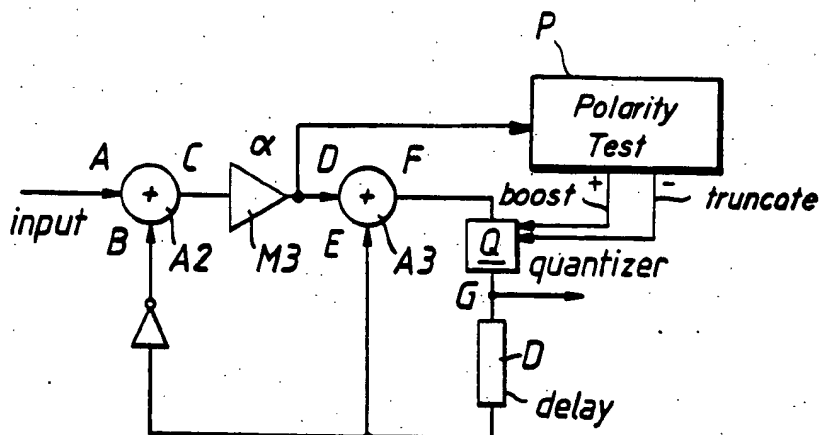 P
Polarity
Test
α
A
C
D
F
+
+
boost
+
-
truncate
input
B
A2
M3
E
A3
Q
quantizer
G
D
delay